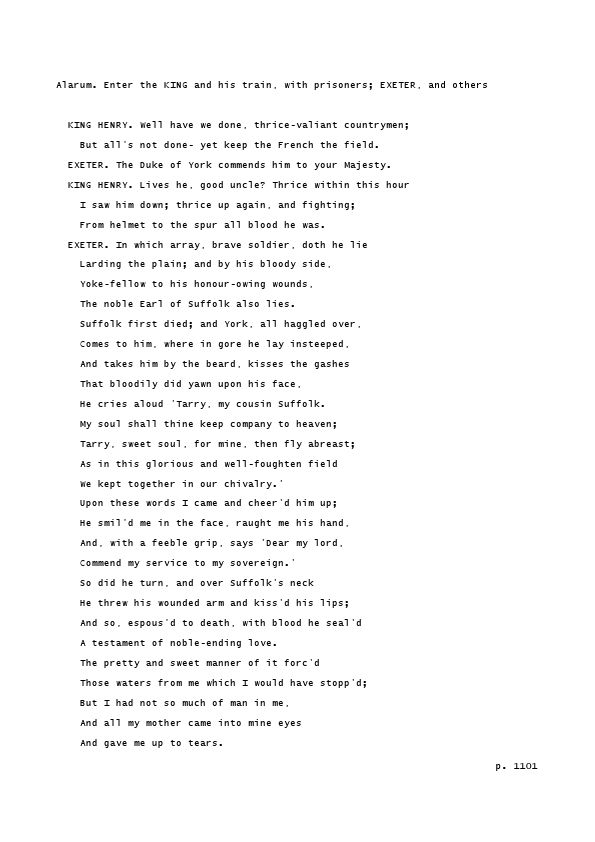 Alarum. Enter the KING and his train, with prisoners; EXETER, and others
KING HENRY. Well have we done, thrice-valiant countrymen;
But all's not done- yet keep the French the field.
EXETER. The Duke of York commends him to your Majesty.
KING HENRY. Lives he, good uncle? Thrice within this hour
I saw him down; thrice up again, and fighting;
From helmet to the spur all blood he was.
EXETER. In which array, brave soldier, doth he lie
Larding the plain; and by his bloody side,
Yoke-fellow to his honour-owing wounds,
The noble Earl of Suffolk also lies.
Suffolk first died; and York, all haggled over,
Comes to him, where in gore he lay insteeped,
And takes him by the beard, kisses the gashes
That bloodily did yawn upon his face,
He cries aloud 'Tarry, my cousin Suffolk.
My soul shall thine keep company to heaven;
Tarry, sweet soul, for mine, then fly abreast;
As in this glorious and well-foughten field
We kept together in our chivalry.'
Upon these words I came and cheer'd him up;
He smil'd me in the face, raught me his hand,
And, with a feeble grip, says 'Dear my lord,
Commend my service to my sovereign.'
So did he turn, and over Suffolk's neck
He threw his wounded arm and kiss'd his lips;
And so, espous'd to death, with blood he seal'd
A testament of noble-ending love.
The pretty and sweet manner of it forc'd
Those waters from me which I would have stopp'd;
But I had not so much of man in me,
And all my mother came into mine eyes
And gave me up to tears.
p. 1101